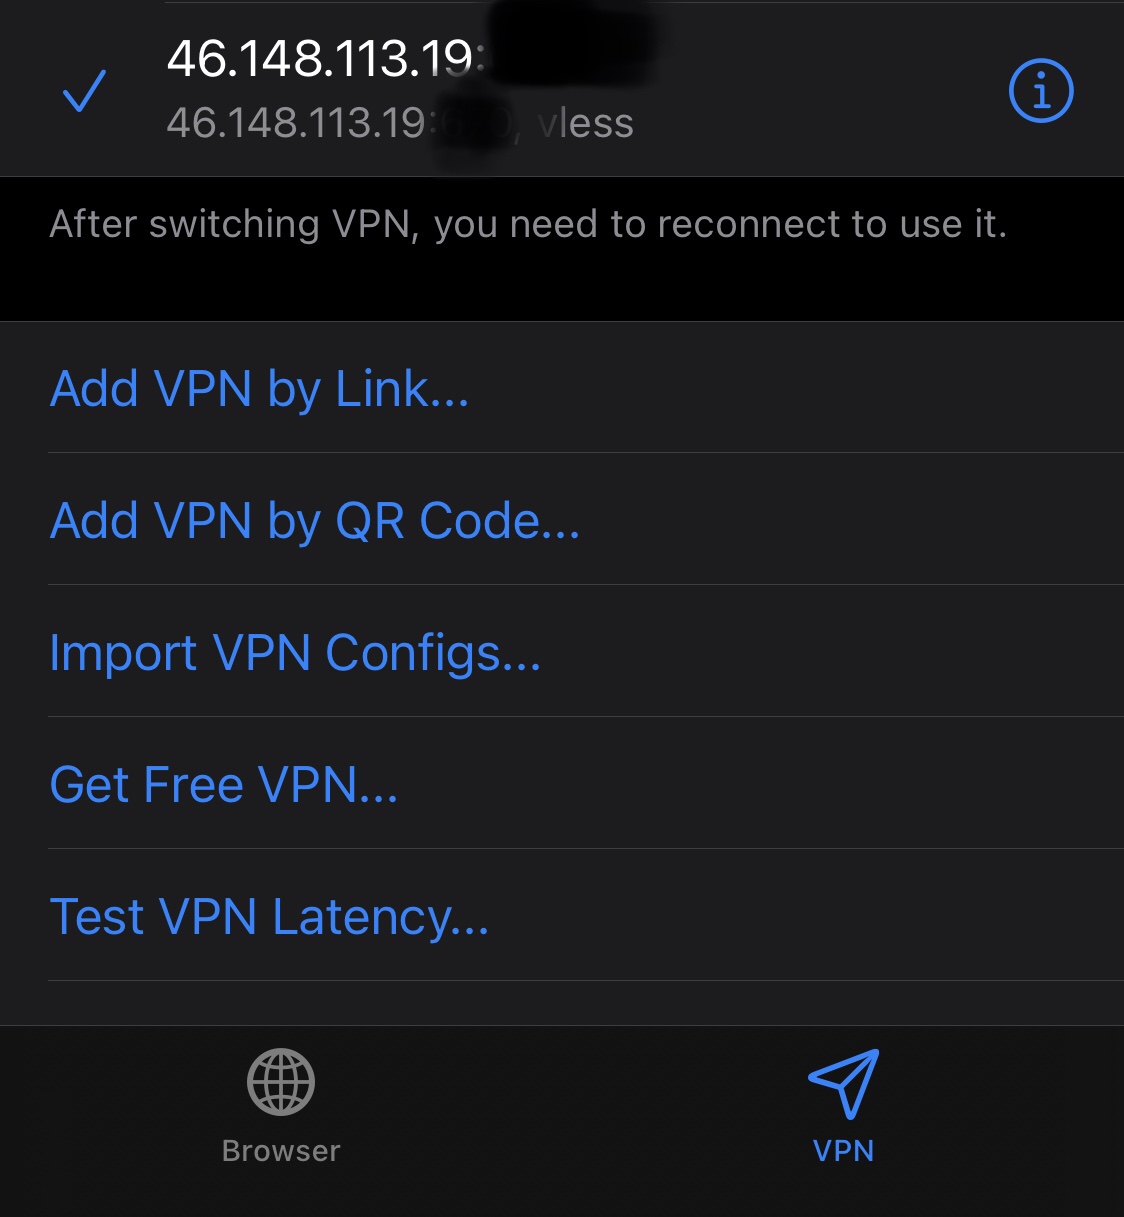 46.148.113.19:
46.148.113.19: vless
After switching VPN, you need to reconnect to use it.
Add VPN by Link...
Add VPN by QR Code...
Import VPN Configs...
Get Free VPN...
Test VPN Latency...
Browser
VPN